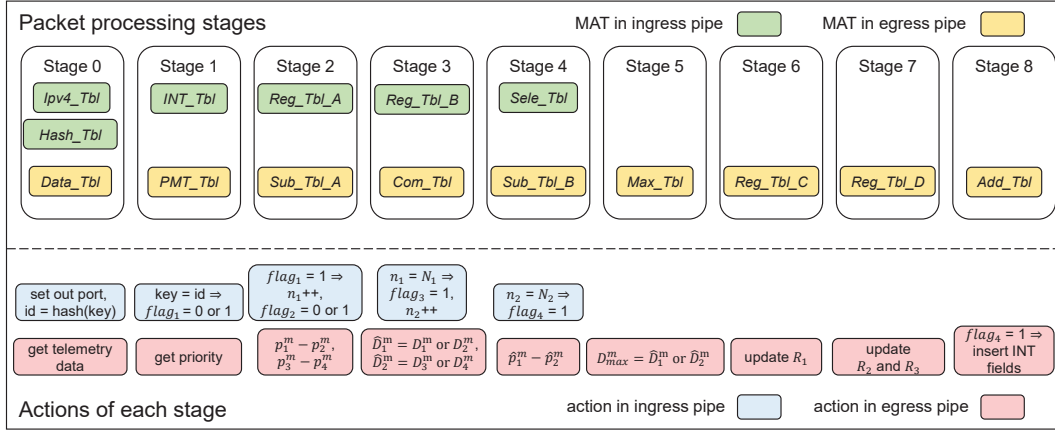 Packet processing stages
MAT in ingress pipe
MAT in egress pipe
Stage 0
Stage 1
Stage 2
Stage 3
Stage 4
Stage 5
Stage 6
Stage 7
Stage 8
Ipv4_Tbl
INT_Tbl
Reg_Tbl_A
Reg_Tbl_B
Sele_Tbl
Hash_Tbl
Data_Tbl
PMT_Tbl
Sub_Tbl_A
Com_Tbl
Sub_Tbl_B
Max_Tbl
Reg_Tbl_C
Reg_Tbl_D
Add_Tbl
set out port,
id = hash(key)
key = id ⇒
flag₁ = 0 or 1
flag₁ = 1 ⇒
n₁++,
flag₂ = 0 or 1
n₁ = N₁ ⇒
flag₃ = 1,
n₂++
n₂ = N₂ ⇒
flag₄ = 1
get telemetry
data
get priority
p₁ᵐ − p₂ᵐ,
p₃ᵐ − p₄ᵐ
D̂₁ᵐ = D₁ᵐ or D₂ᵐ,
D̂₂ᵐ = D₃ᵐ or D₄ᵐ
p̂₁ᵐ − p̂₂ᵐ
Dₘₐₓᵐ = D̂₁ᵐ or D̂₂ᵐ
update R₁
update
R₂ and R₃
flag₄ = 1 ⇒
insert INT
fields
Actions of each stage
action in ingress pipe
action in egress pipe